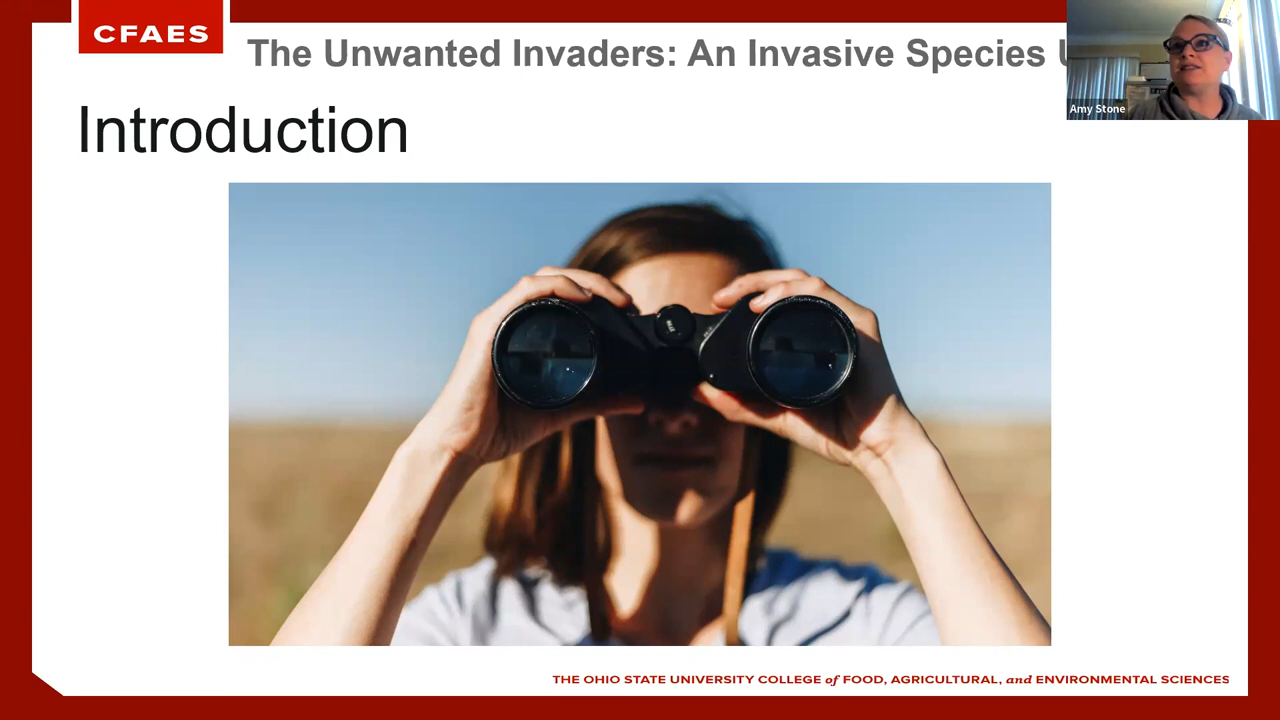 CFAES
The Unwanted Invaders: An Invasive Species
Amy Stone
Introduction
THE OHIO STATE UNIVERSITY COLLEGE of FOOD, AGRICULTURAL, and ENVIRONMENTAL SCIENCES